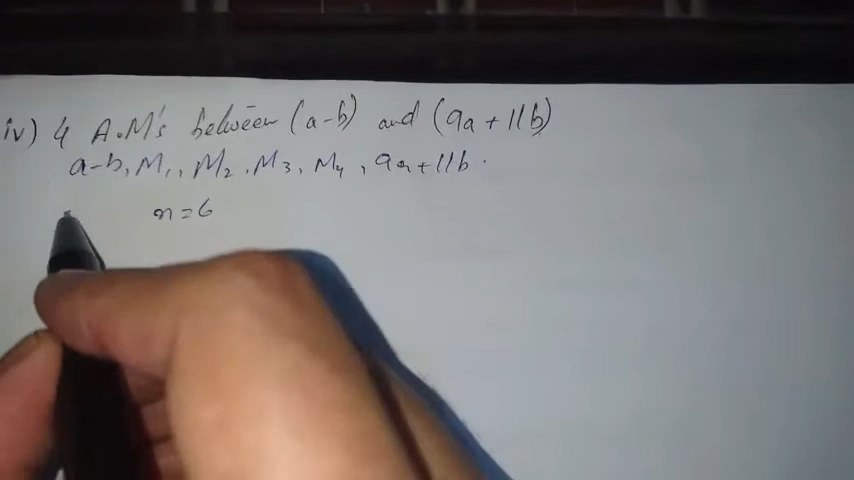 iv) 4 A.M's between (a-b) and (9a + 11b)
a-b, M₁, M₂, M₃, M₄, 9a+11b.
n=6